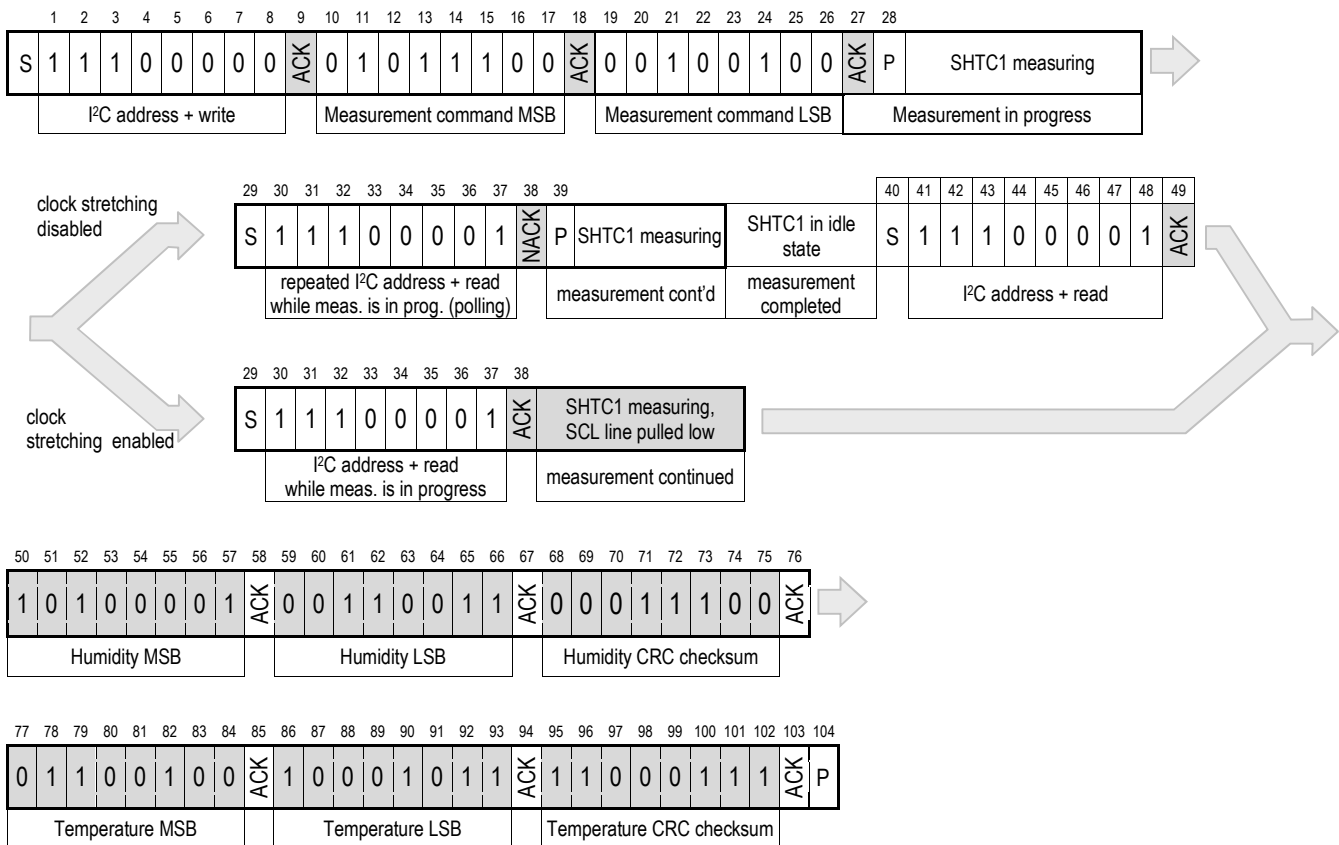 1 2 3 4 5 6 7 8 9 10 11 12 13 14 15 16 17 18 19 20 21 22 23 24 25 26 27 28
S 1 1 1 0 0 0 0 0 ACK 0 1 0 1 1 1 0 0 ACK 0 0 1 0 0 1 0 0 ACK P SHTC1 measuring
I²C address + write Measurement command MSB Measurement command LSB Measurement in progress
clock stretching
disabled
29 30 31 32 33 34 35 36 37 38 39 40 41 42 43 44 45 46 47 48 49
S 1 1 1 0 0 0 0 1 NACK P SHTC1 measuring SHTC1 in idle
state S 1 1 1 0 0 0 0 1 ACK
repeated I²C address + read
while meas. is in prog. (polling)
measurement cont'd
measurement
completed
I²C address + read
clock
stretching enabled
29 30 31 32 33 34 35 36 37 38
S 1 1 1 0 0 0 0 1 ACK SHTC1 measuring,
SCL line pulled low
I²C address + read
while meas. is in progress
measurement continued
50 51 52 53 54 55 56 57 58 59 60 61 62 63 64 65 66 67 68 69 70 71 72 73 74 75 76
1 0 1 0 0 0 0 1 ACK 0 0 1 1 0 0 1 1 ACK 0 0 0 1 1 1 0 0 ACK
Humidity MSB Humidity LSB Humidity CRC checksum
77 78 79 80 81 82 83 84 85 86 87 88 89 90 91 92 93 94 95 96 97 98 99 100 101 102 103 104
0 1 1 0 0 1 0 0 ACK 1 0 0 0 1 0 1 1 ACK 1 1 0 0 0 1 1 1 ACK P
Temperature MSB Temperature LSB Temperature CRC checksum